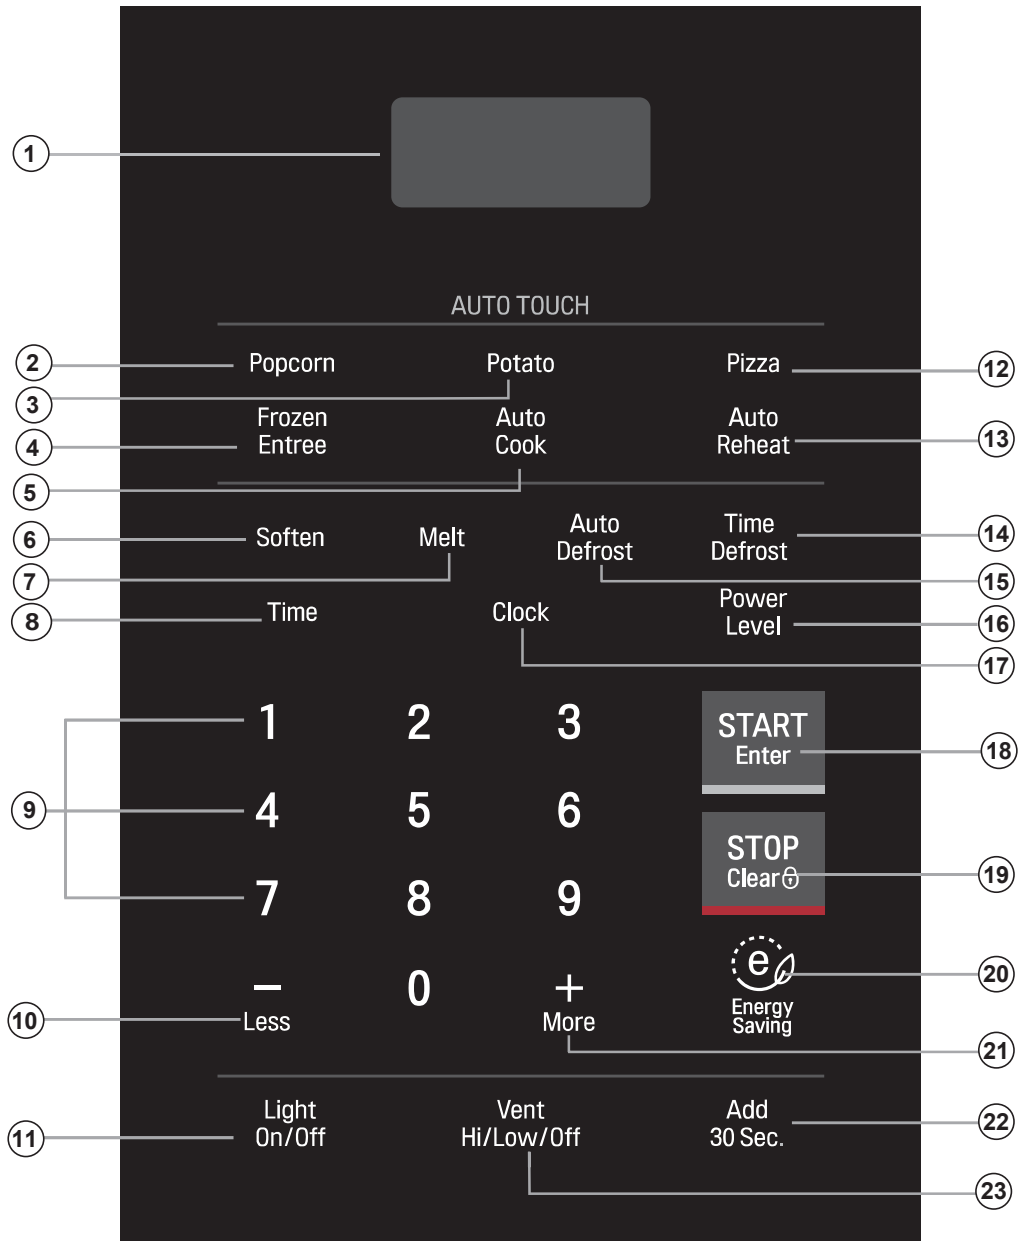 1
AUTO TOUCH
2
Popcorn
Potato
Pizza
12
3
Frozen
Entree
Auto
Cook
Auto
Reheat
4
13
5
6
Soften
Melt
Auto
Defrost
Time
Defrost
14
7
15
8
Time
Clock
Power
Level
16
17
1
2
3
START
Enter
18
9
4
5
6
STOP
Clear
19
7
8
9
e
Energy
Saving
20
10
−
Less
0
+
More
21
11
Light
On/Off
Vent
Hi/Low/Off
Add
30 Sec.
22
23